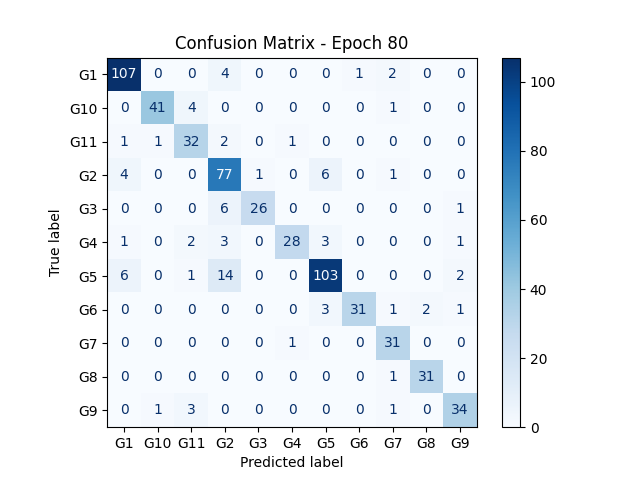 Confusion Matrix - Epoch 80
G1 107 0 0 4 0 0 0 1 2 0 0
G10 0 41 4 0 0 0 0 0 1 0 0
G11 1 1 32 2 0 1 0 0 0 0 0
G2 4 0 0 77 1 0 6 0 1 0 0
G3 0 0 0 6 26 0 0 0 0 0 1
G4 1 0 2 3 0 28 3 0 0 0 1
G5 6 0 1 14 0 0 103 0 0 0 2
G6 0 0 0 0 0 0 3 31 1 2 1
G7 0 0 0 0 0 1 0 0 31 0 0
G8 0 0 0 0 0 0 0 0 1 31 0
G9 0 1 3 0 0 0 0 0 1 0 34
G1 G10 G11 G2 G3 G4 G5 G6 G7 G8 G9
Predicted label
True label
100
80
60
40
20
0